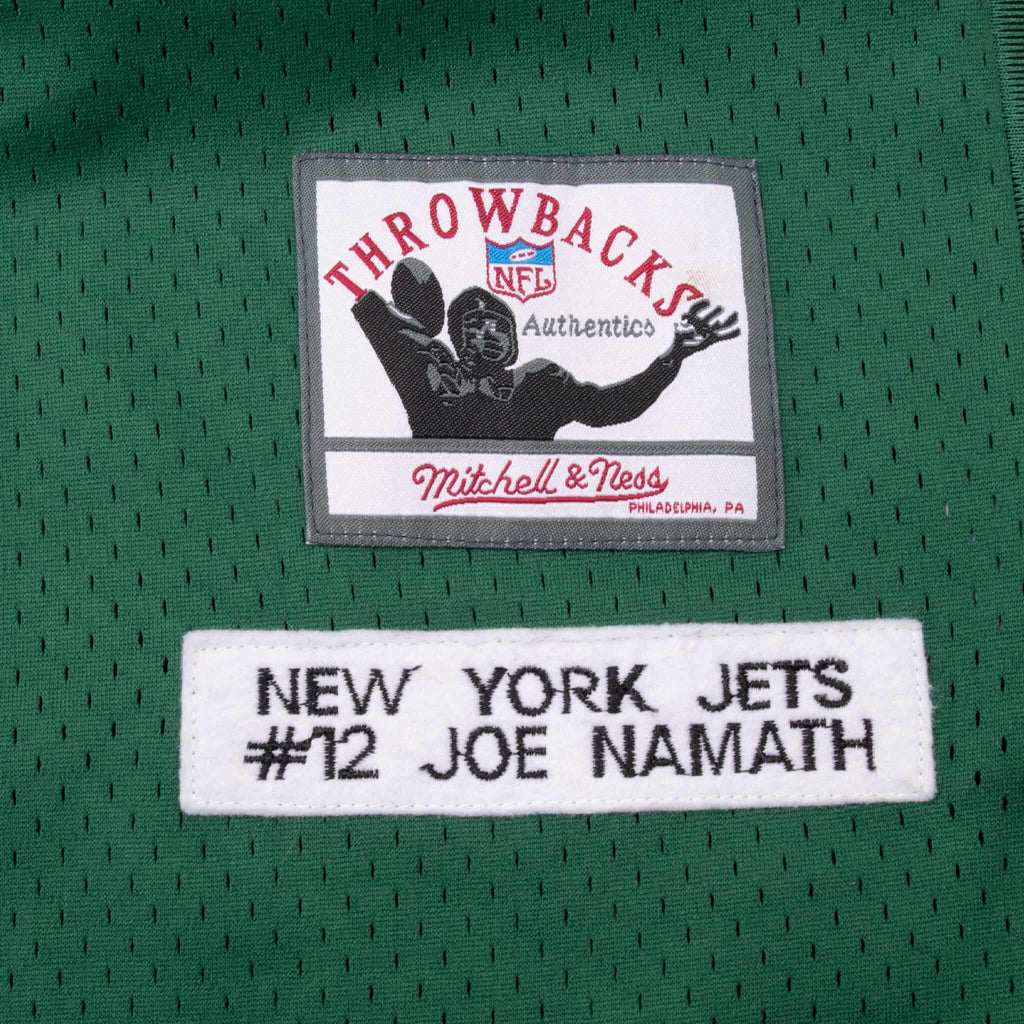 THROWBACKS
NFL
Authentics
Mitchell & Ness
PHILADELPHIA, PA
NEW YORK JETS
#12 JOE NAMATH